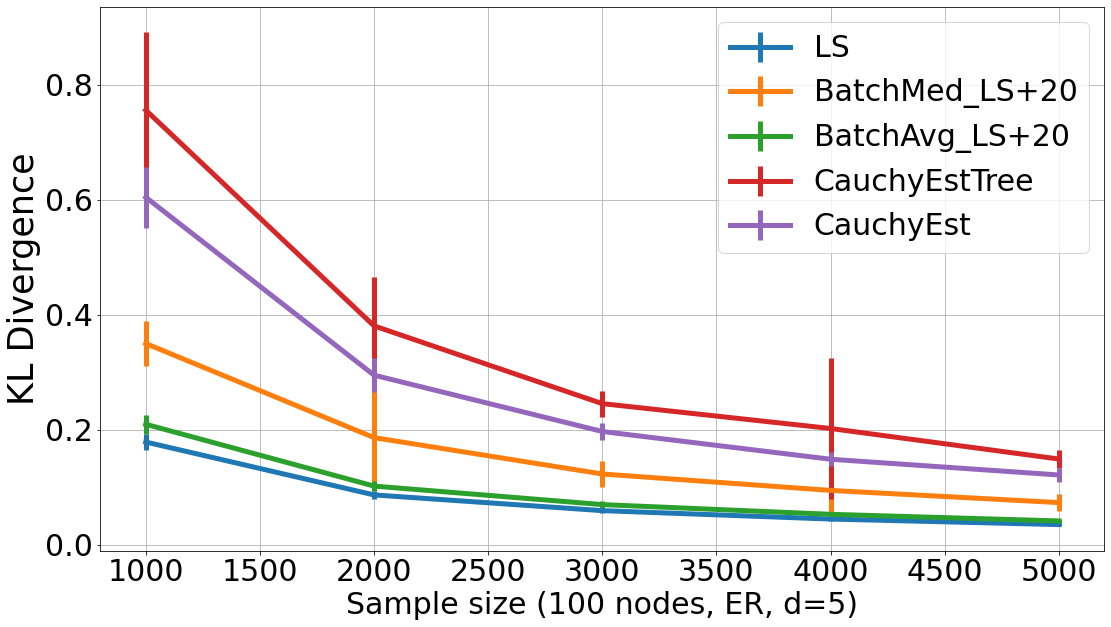 KL Divergence
0.8
0.6
0.4
0.2
0.0
LS
BatchMed_LS+20
BatchAvg_LS+20
CauchyEstTree
CauchyEst
1000 1500 2000 2500 3000 3500 4000 4500 5000
Sample size (100 nodes, ER, d=5)